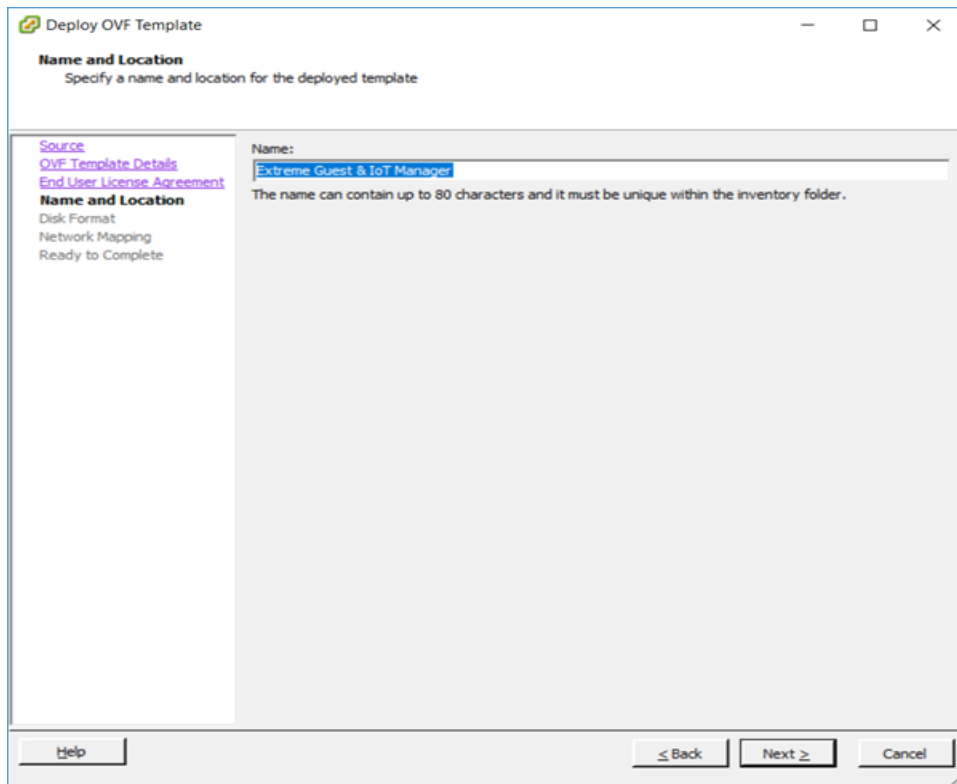 Deploy OVF Template
Name and Location
Specify a name and location for the deployed template
Source
OVF Template Details
End User License Agreement
Name and Location
Disk Format
Network Mapping
Ready to Complete
Name:
Extreme Guest & IoT Manager
The name can contain up to 80 characters and it must be unique within the inventory folder.
Help
< Back
Next >
Cancel